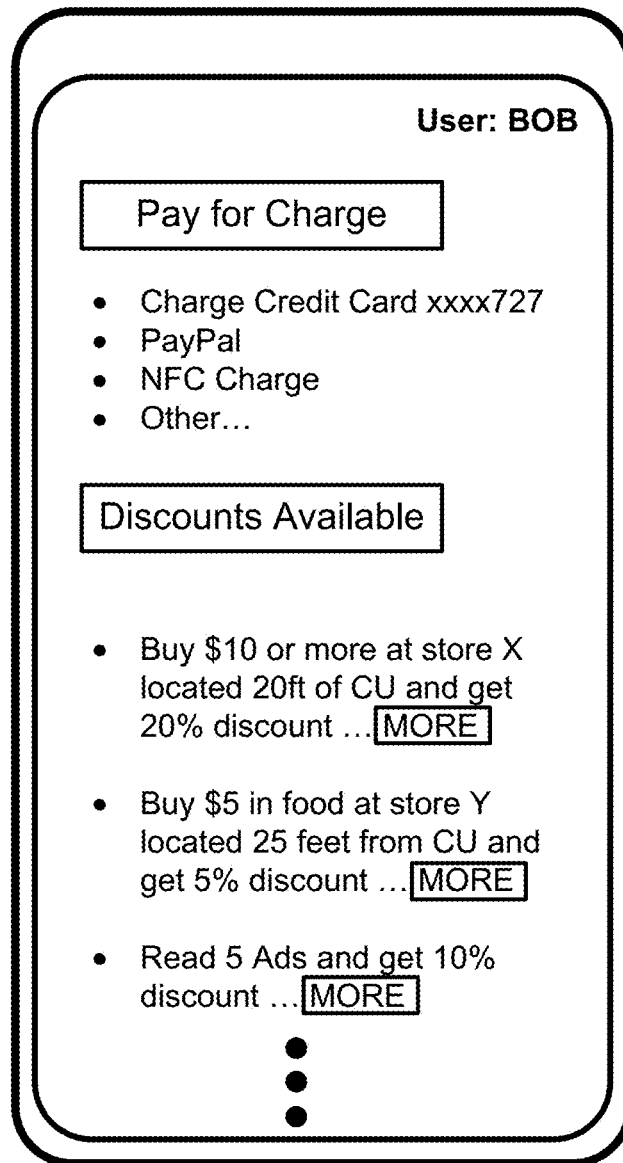 User: BOB
Pay for Charge
• Charge Credit Card xxxx727
• PayPal
• NFC Charge
• Other…
Discounts Available
• Buy $10 or more at store X
located 20ft of CU and get
20% discount …MORE
• Buy $5 in food at store Y
located 25 feet from CU and
get 5% discount …MORE
• Read 5 Ads and get 10%
discount …MORE